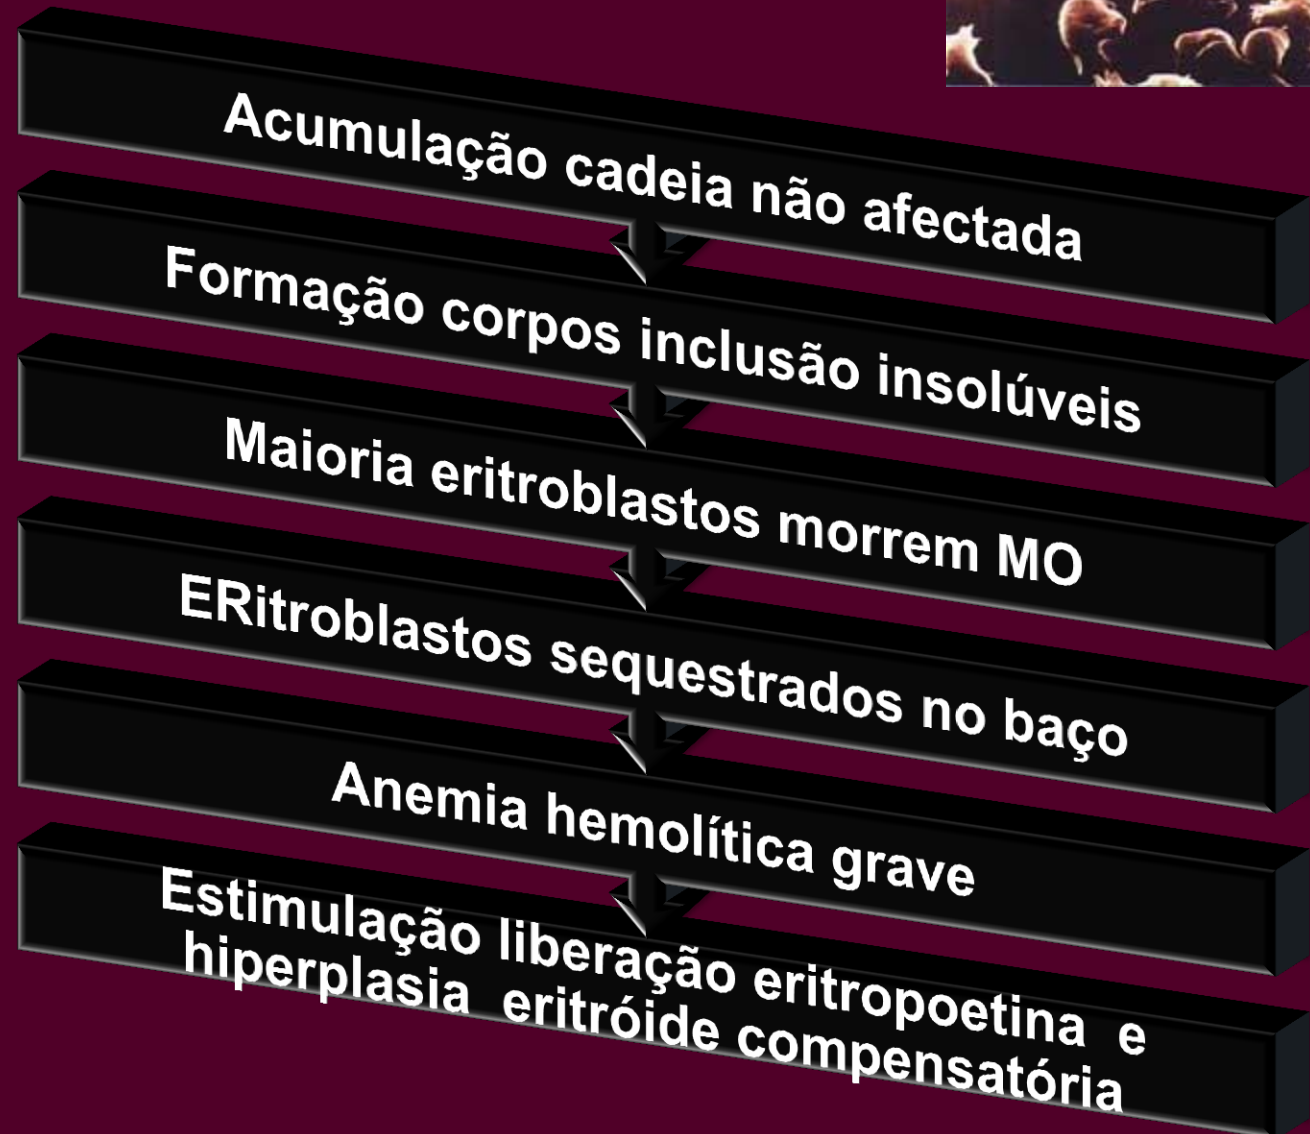 Acumulação cadeia não afectada
Formação corpos inclusão insolúveis
Maioria eritroblastos morrem MO
ERitroblastos sequestrados no baço
Anemia hemolítica grave
Estimulação liberação eritropoetina e
hiperplasia eritróide compensatória